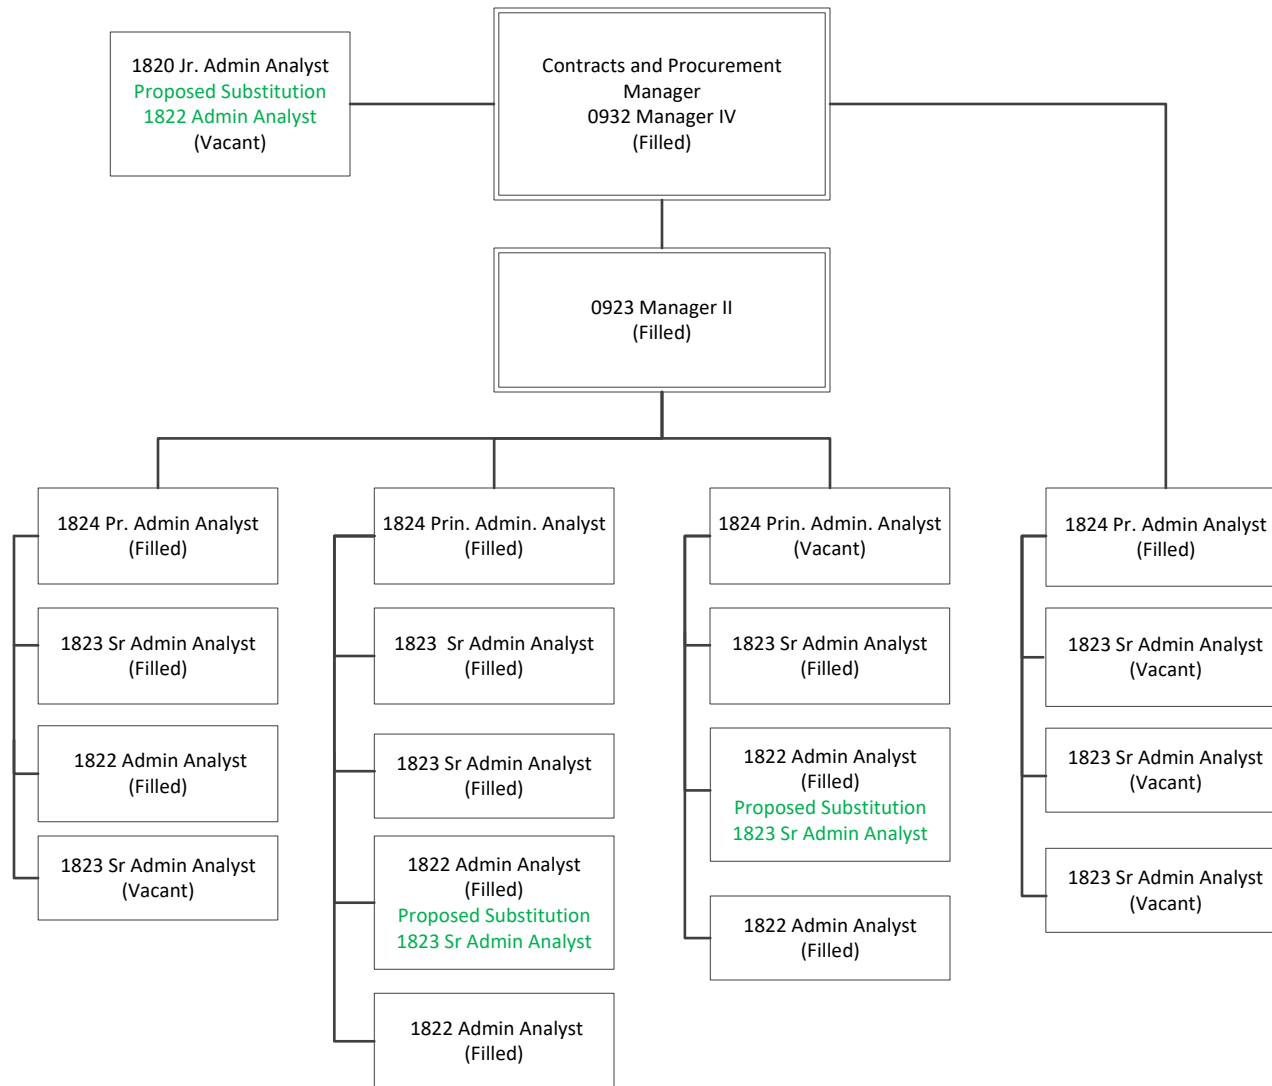 1820 Jr. Admin Analyst
Proposed Substitution
1822 Admin Analyst
(Vacant)
Contracts and Procurement
Manager
0932 Manager IV
(Filled)
0923 Manager II
(Filled)
1824 Pr. Admin Analyst
(Filled)
1823 Sr Admin Analyst
(Filled)
1822 Admin Analyst
(Filled)
1823 Sr Admin Analyst
(Vacant)
1824 Prin. Admin. Analyst
(Filled)
1823  Sr Admin Analyst
(Filled)
1823 Sr Admin Analyst
(Filled)
1822 Admin Analyst
(Filled)
Proposed Substitution
1823 Sr Admin Analyst
1822 Admin Analyst
(Filled)
1824 Prin. Admin. Analyst
(Vacant)
1823 Sr Admin Analyst
(Filled)
1822 Admin Analyst
(Filled)
Proposed Substitution
1823 Sr Admin Analyst
1822 Admin Analyst
(Filled)
1824 Pr. Admin Analyst
(Filled)
1823 Sr Admin Analyst
(Vacant)
1823 Sr Admin Analyst
(Vacant)
1823 Sr Admin Analyst
(Vacant)